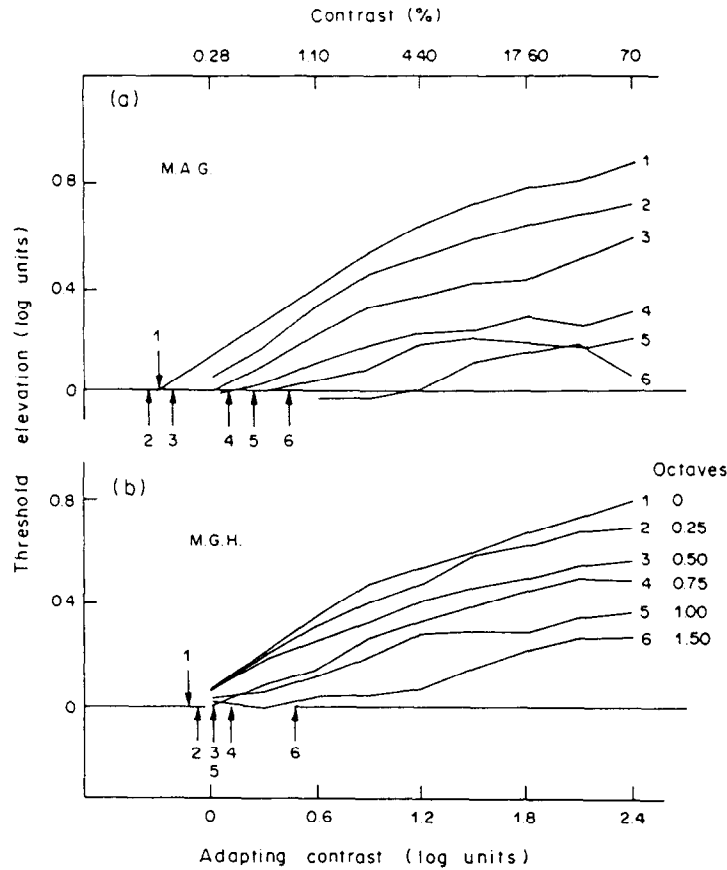 Contrast (%)
0.28 1.10 4.40 17.60 70
(a)
M.A.G.
0.8
0.4
0
1
2 3 4 5 6
1
2
3
4
5
6
Threshold elevation (log units)
(b)
M.G.H.
Octaves
0.8
0.4
0
1 0
2 0.25
3 0.50
4 0.75
5 1.00
6 1.50
1
2 3 4 6
5
0 0.6 1.2 1.8 2.4
Adapting contrast (log units)